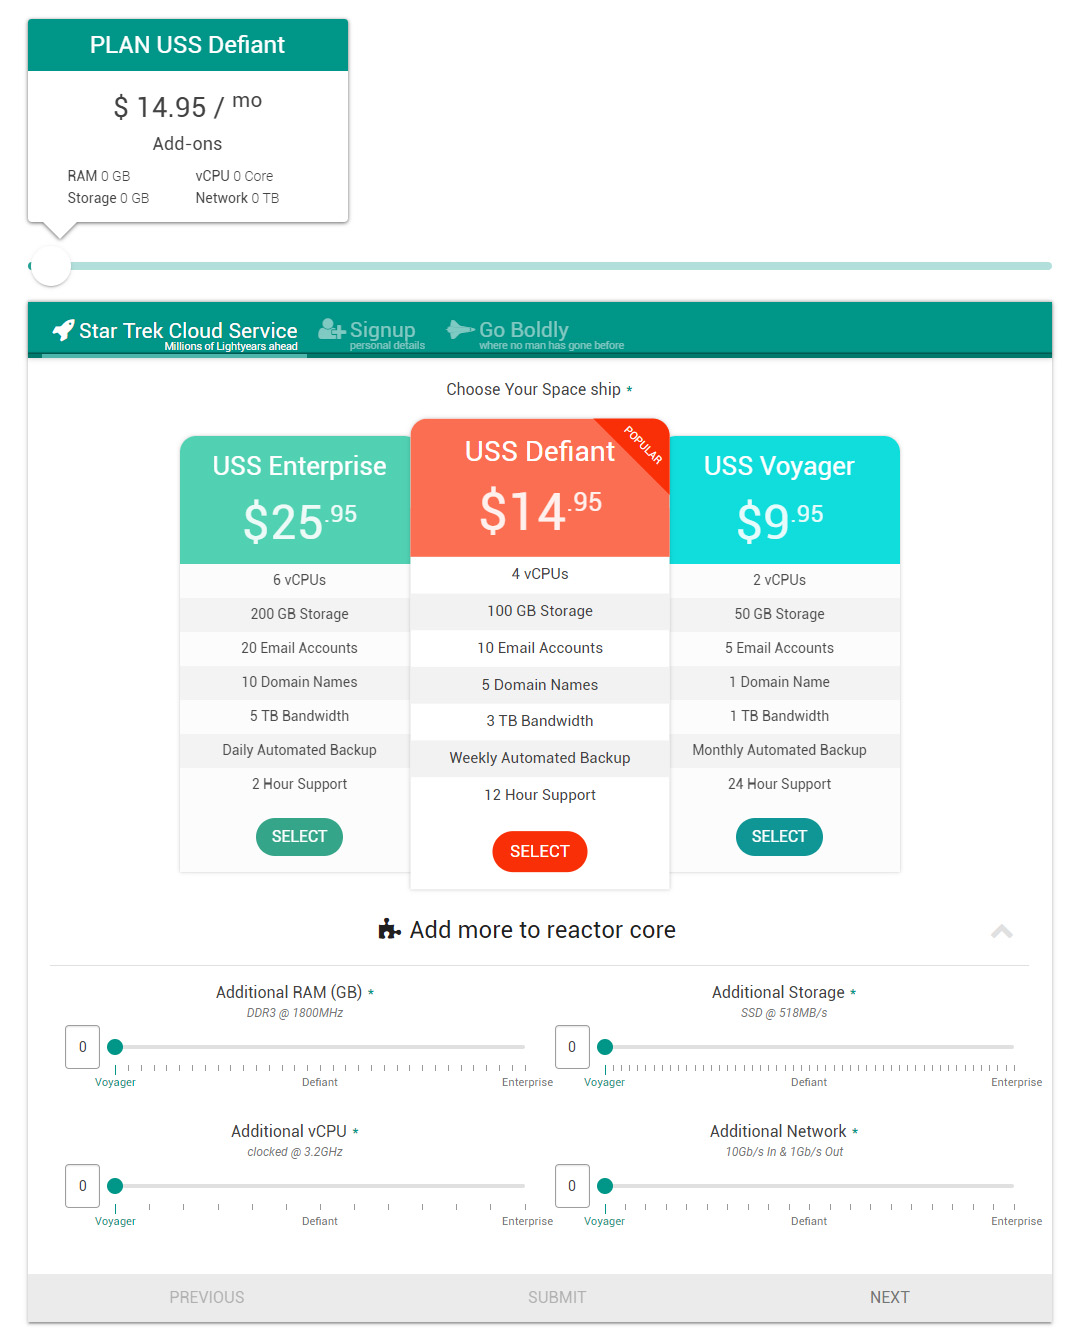 PLAN USS Defiant
$ 14.95 / mo
Add-ons
RAM 0 GB vCPU 0 Core
Storage 0 GB Network 0 TB
Star Trek Cloud Service
Millions of Lightyears ahead
Signup
personal details
Go Boldly
where no man has gone before
Choose Your Space ship *
USS Enterprise
$25.95
6 vCPUs
200 GB Storage
20 Email Accounts
10 Domain Names
5 TB Bandwidth
Daily Automated Backup
2 Hour Support
SELECT
POPULAR
USS Defiant
$14.95
4 vCPUs
100 GB Storage
10 Email Accounts
5 Domain Names
3 TB Bandwidth
Weekly Automated Backup
12 Hour Support
SELECT
USS Voyager
$9.95
2 vCPUs
50 GB Storage
5 Email Accounts
1 Domain Name
1 TB Bandwidth
Monthly Automated Backup
24 Hour Support
SELECT
Add more to reactor core
Additional RAM (GB) *
DDR3 @ 1800MHz
0
Voyager Defiant Enterprise
Additional Storage *
SSD @ 518MB/s
0
Voyager Defiant Enterprise
Additional vCPU *
clocked @ 3.2GHz
0
Voyager Defiant Enterprise
Additional Network *
10Gb/s In & 1Gb/s Out
0
Voyager Defiant Enterprise
PREVIOUS SUBMIT NEXT